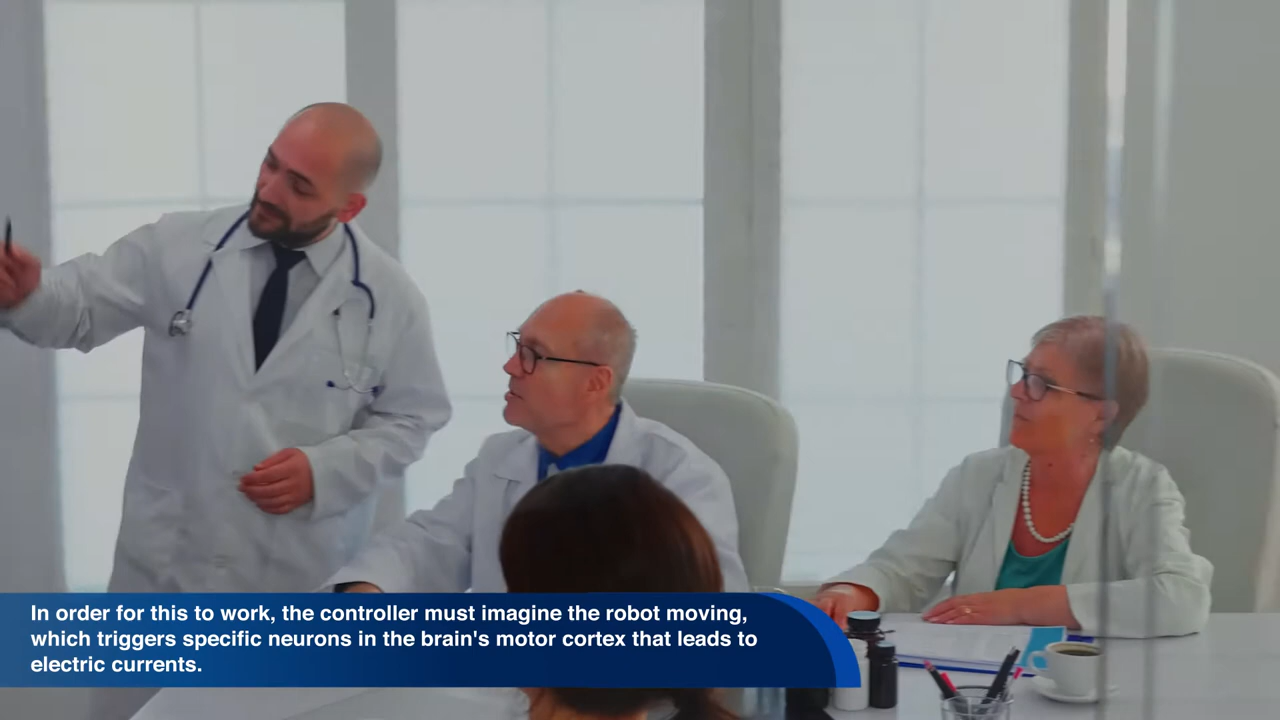 In order for this to work, the controller must imagine the robot moving,
which triggers specific neurons in the brain's motor cortex that leads to
electric currents.